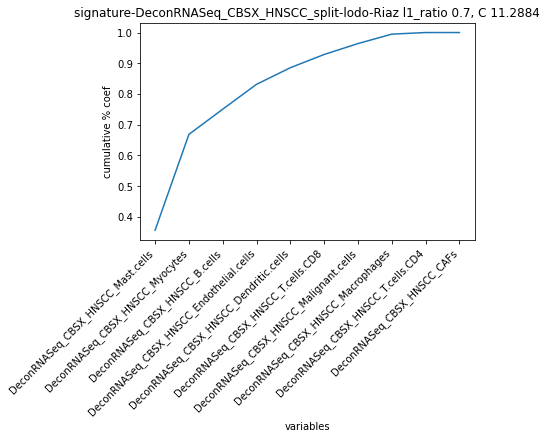 signature-DeconRNASeq_CBSX_HNSCC_split-lodo-Riaz l1_ratio 0.7, C 11.2884
cumulative % coef
1.0
0.9
0.8
0.7
0.6
0.5
0.4
DeconRNASeq_CBSX_HNSCC_Mast.cells
DeconRNASeq_CBSX_HNSCC_Myocytes
DeconRNASeq_CBSX_HNSCC_B.cells
DeconRNASeq_CBSX_HNSCC_Endothelial.cells
DeconRNASeq_CBSX_HNSCC_Dendritic.cells
DeconRNASeq_CBSX_HNSCC_T.cells.CD8
DeconRNASeq_CBSX_HNSCC_Malignant.cells
DeconRNASeq_CBSX_HNSCC_Macrophages
DeconRNASeq_CBSX_HNSCC_T.cells.CD4
DeconRNASeq_CBSX_HNSCC_CAFs
variables